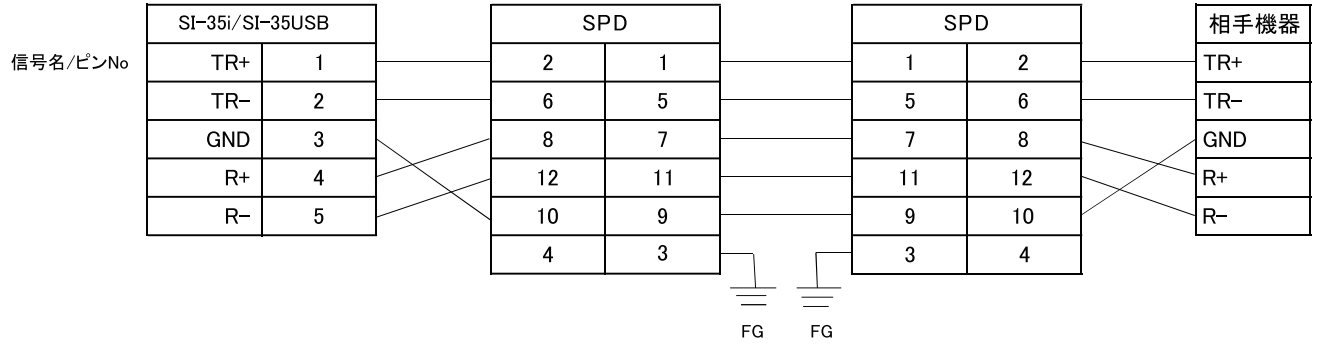 SI-35i/SI-35USB SPD SPD 相手機器
信号名/ピンNo TR+ 1 2 1 1 2 TR+
TR- 2 6 5 5 6 TR-
GND 3 8 7 7 8 GND
R+ 4 12 11 11 12 R+
R- 5 10 9 9 10 R-
4 3 3 4
FG FG